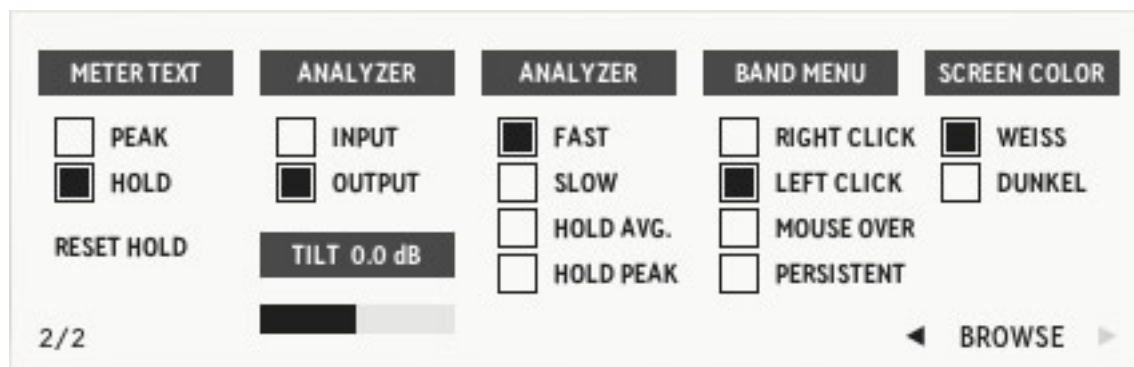 METER TEXT
PEAK
HOLD
RESET HOLD
2/2
ANALYZER
INPUT
OUTPUT
TILT 0.0 dB
ANALYZER
FAST
SLOW
HOLD AVG.
HOLD PEAK
BAND MENU
RIGHT CLICK
LEFT CLICK
MOUSE OVER
PERSISTENT
SCREEN COLOR
WEISS
DUNKEL
BROWSE